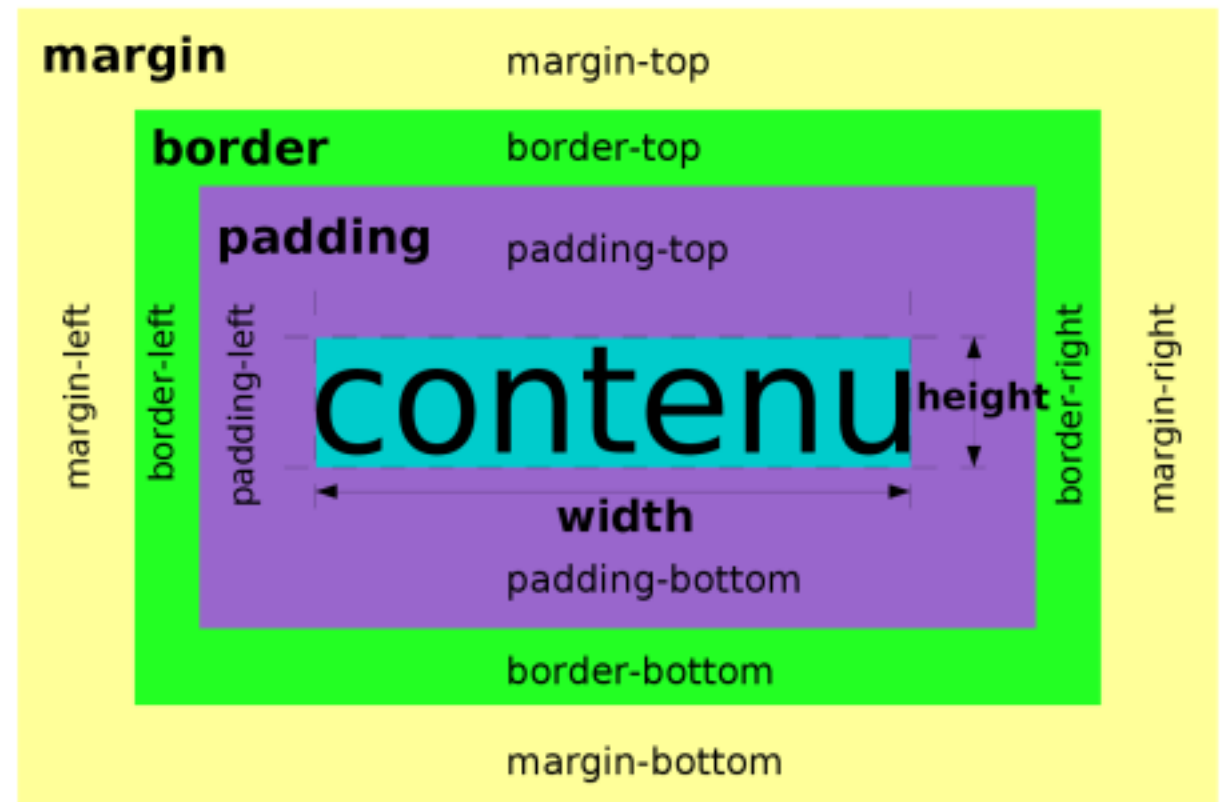 margin
margin-top
border
border-top
padding
padding-top
margin-left
border-left
padding-left
contenu
height
border-right
margin-right
width
padding-bottom
border-bottom
margin-bottom